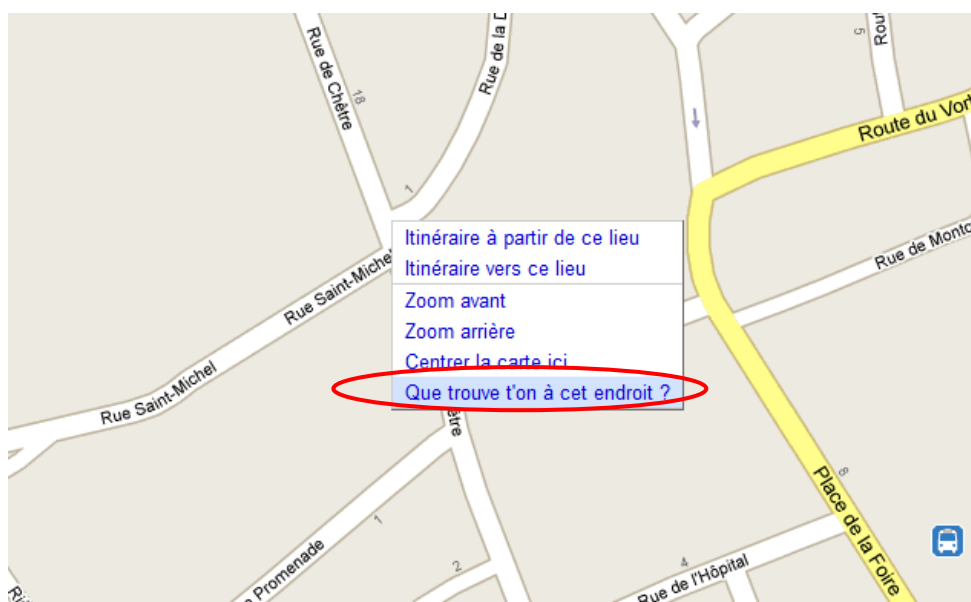 Rue de Chêtre
18
Rue de la D
5
Route du Vor
1
Itinéraire à partir de ce lieu
Itinéraire vers ce lieu
Zoom avant
Zoom arrière
Centrer la carte ici
Que trouve t'on à cet endroit ?
Rue Saint-Michel
Rue Saint-Michel
Rue de Montc
être
8
Place de la Foire
1
Promenade
2
4
Rue de l'Hôpital